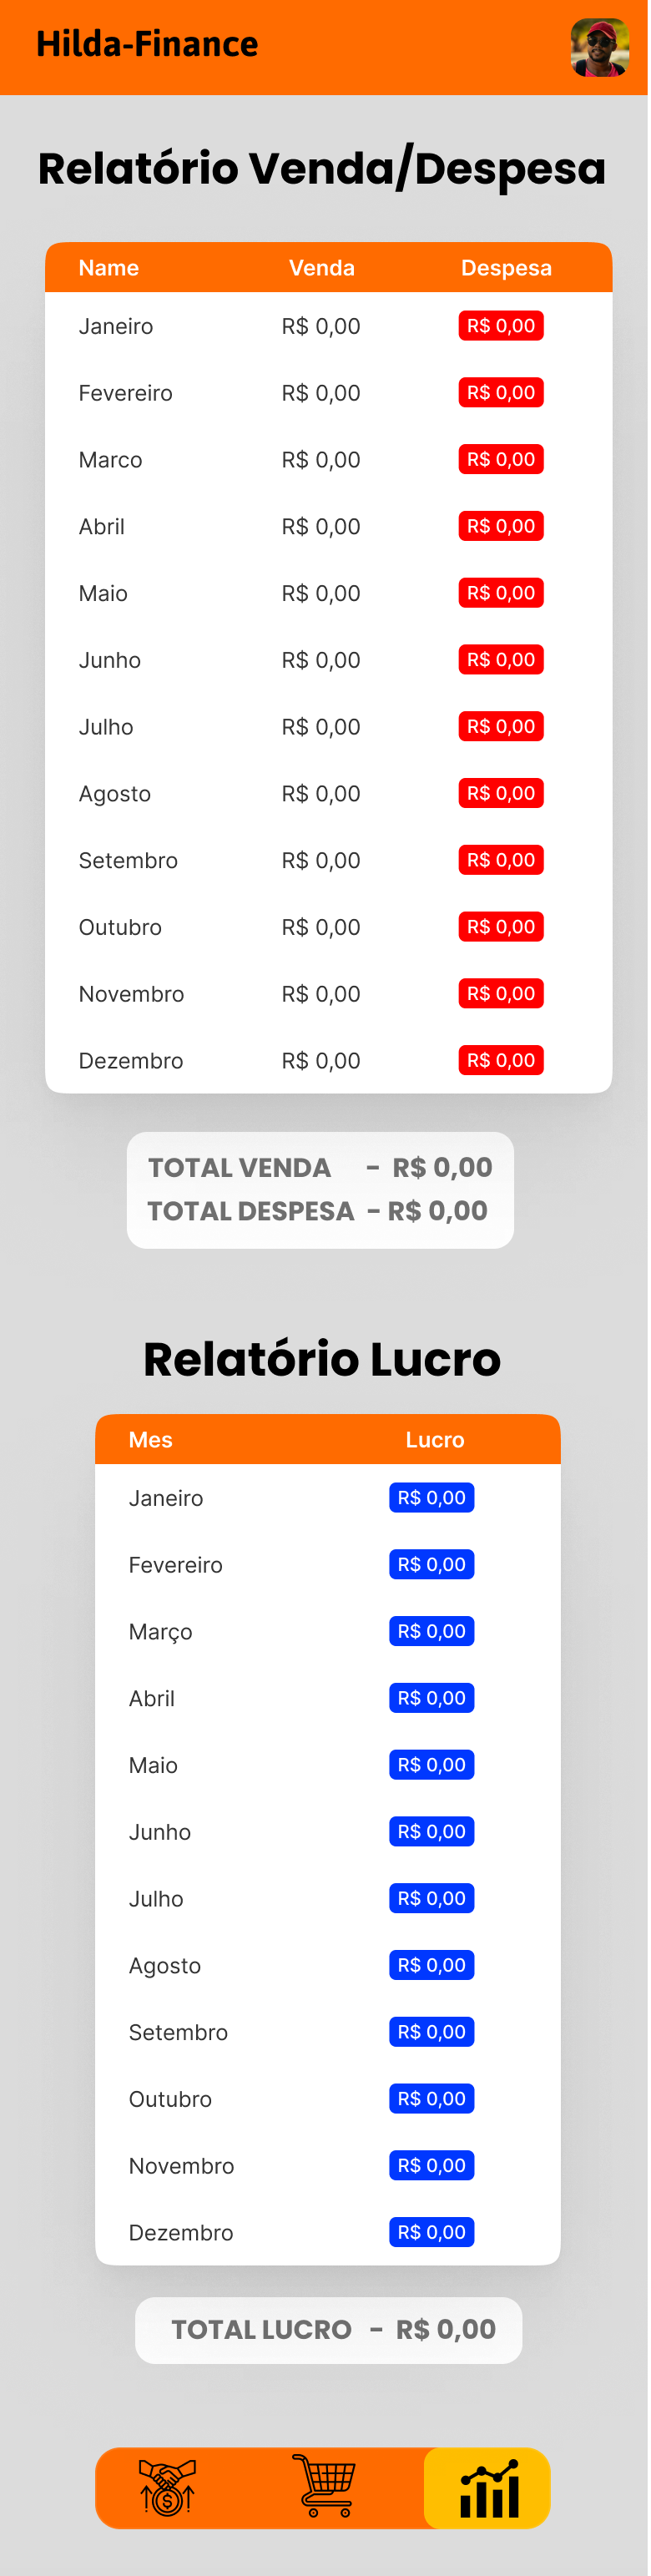 Hilda-Finance
Relatório Venda/Despesa
Name Venda Despesa
Janeiro R$ 0,00 R$ 0,00
Fevereiro R$ 0,00 R$ 0,00
Marco R$ 0,00 R$ 0,00
Abril R$ 0,00 R$ 0,00
Maio R$ 0,00 R$ 0,00
Junho R$ 0,00 R$ 0,00
Julho R$ 0,00 R$ 0,00
Agosto R$ 0,00 R$ 0,00
Setembro R$ 0,00 R$ 0,00
Outubro R$ 0,00 R$ 0,00
Novembro R$ 0,00 R$ 0,00
Dezembro R$ 0,00 R$ 0,00
TOTAL VENDA - R$ 0,00
TOTAL DESPESA - R$ 0,00
Relatório Lucro
Mes Lucro
Janeiro R$ 0,00
Fevereiro R$ 0,00
Março R$ 0,00
Abril R$ 0,00
Maio R$ 0,00
Junho R$ 0,00
Julho R$ 0,00
Agosto R$ 0,00
Setembro R$ 0,00
Outubro R$ 0,00
Novembro R$ 0,00
Dezembro R$ 0,00
TOTAL LUCRO - R$ 0,00
$